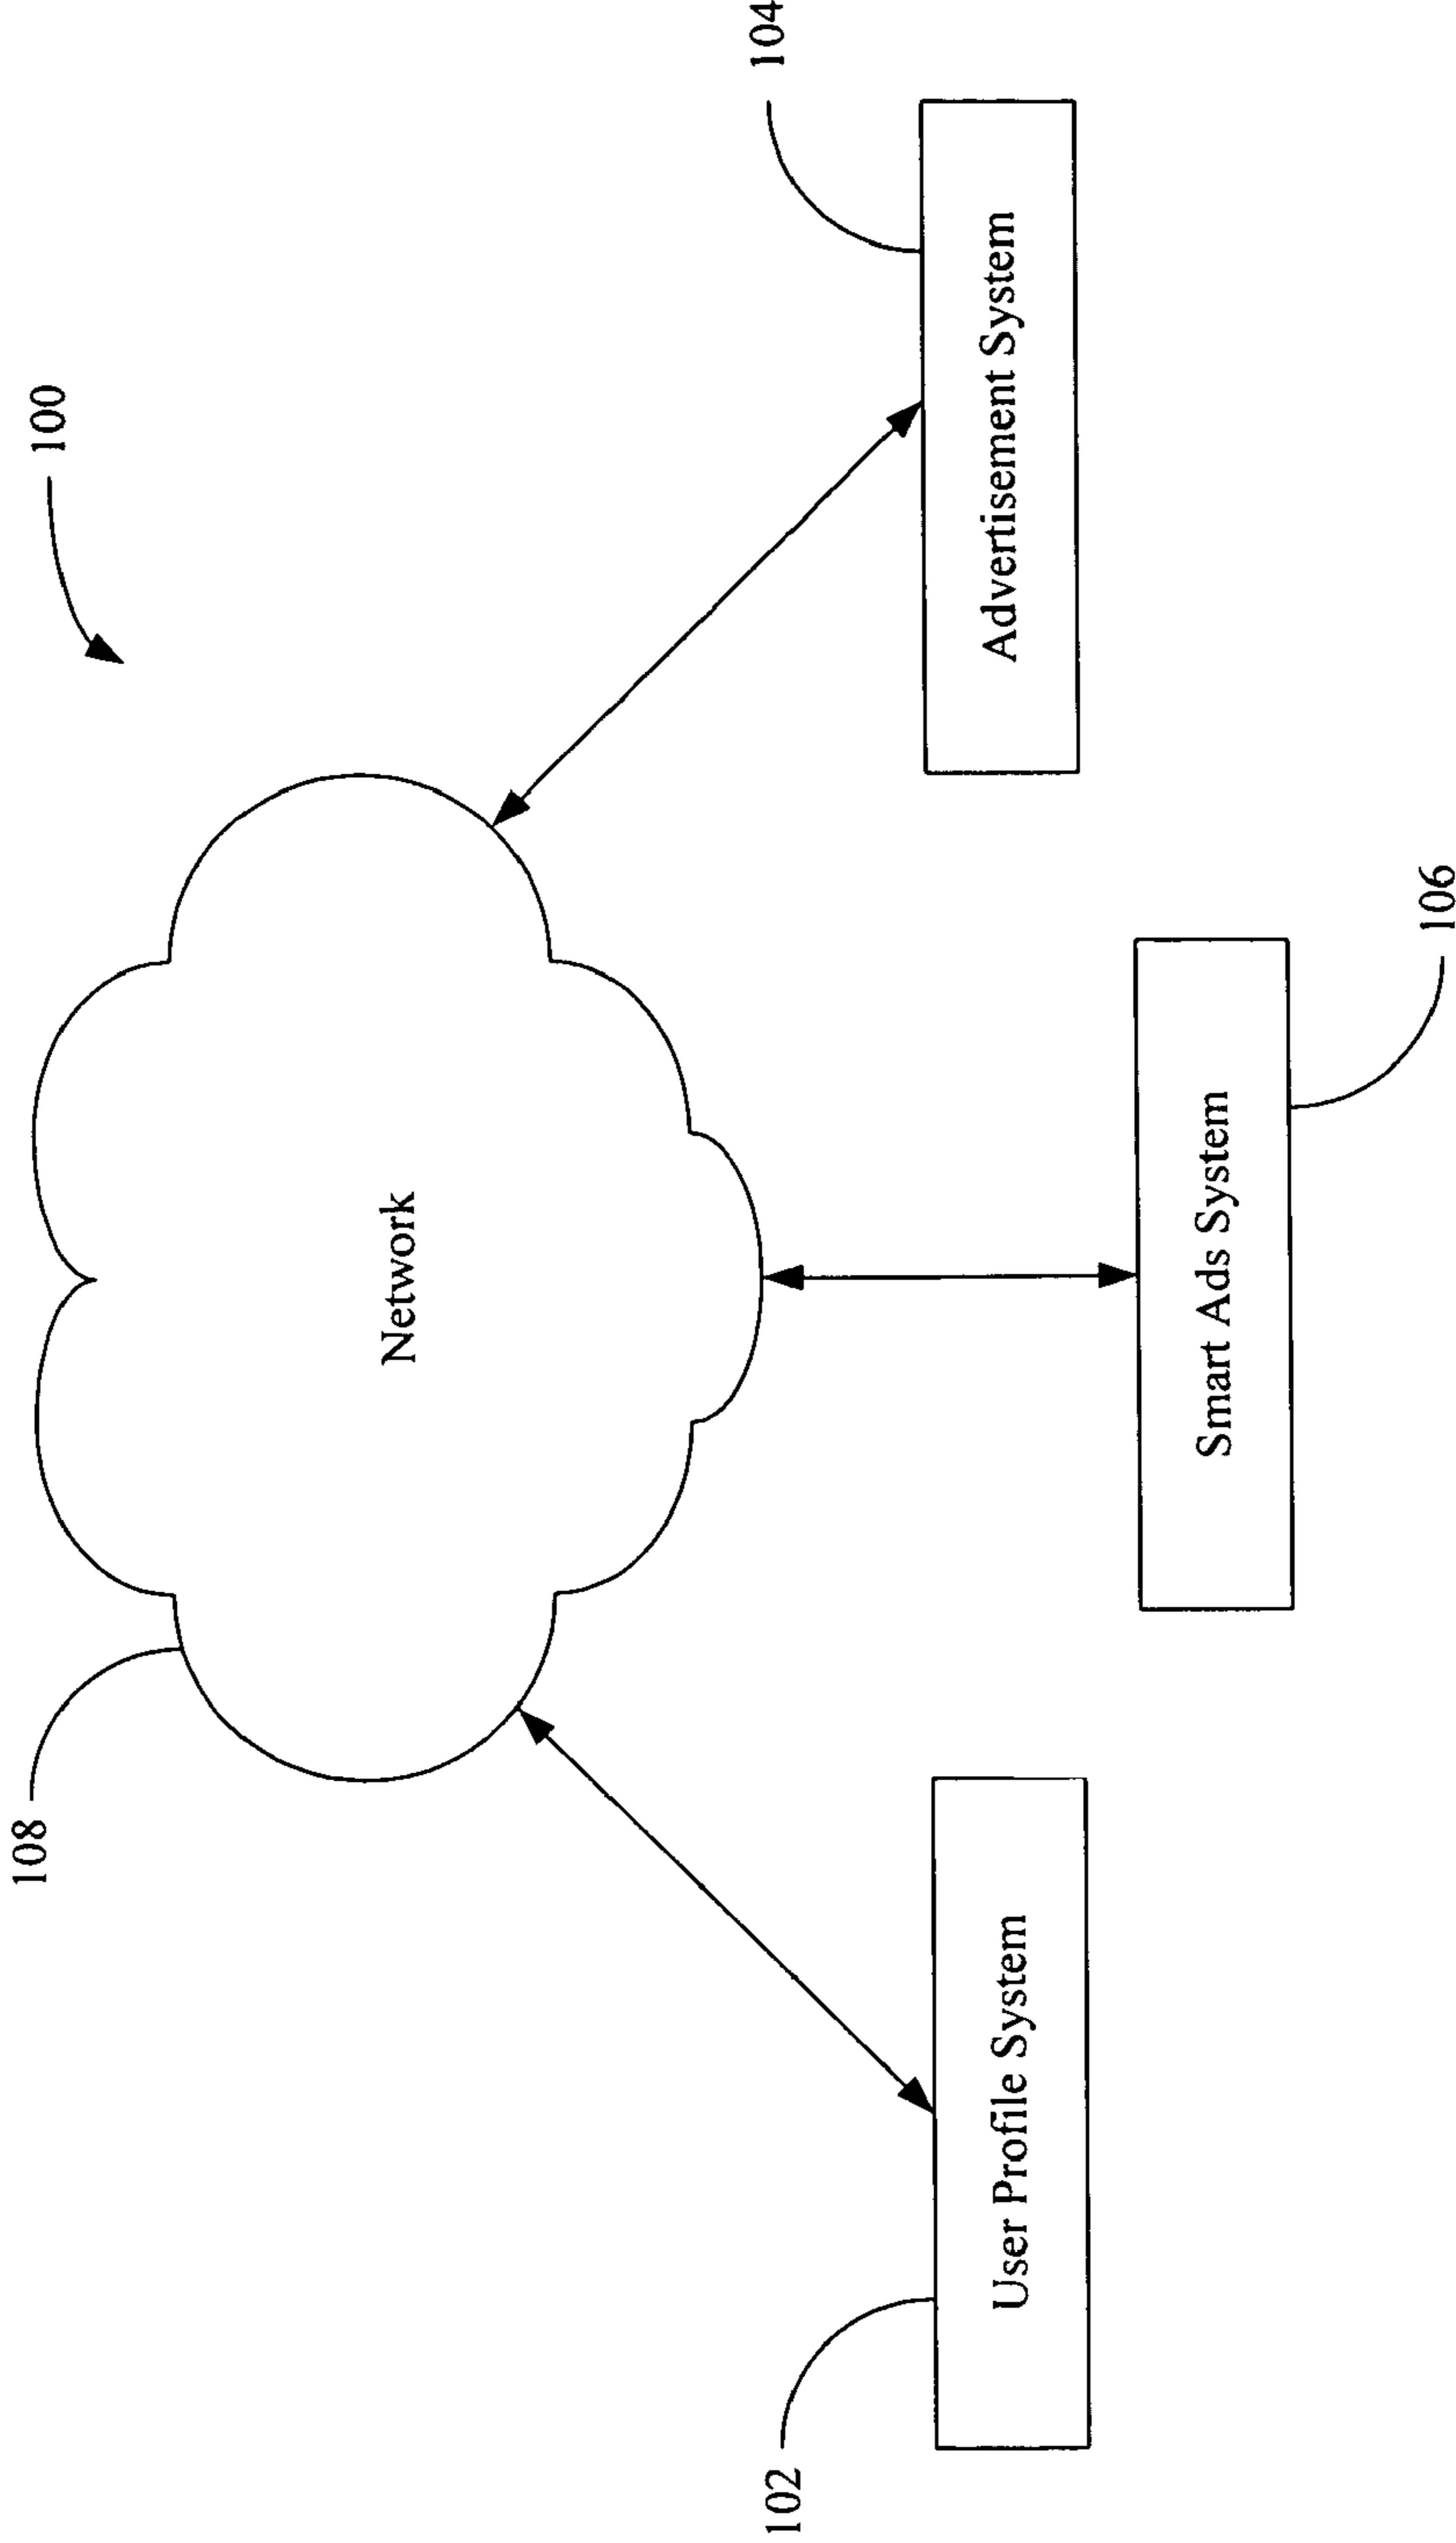 100
108
Network
102
User Profile System
104
Advertisement System
Smart Ads System
106